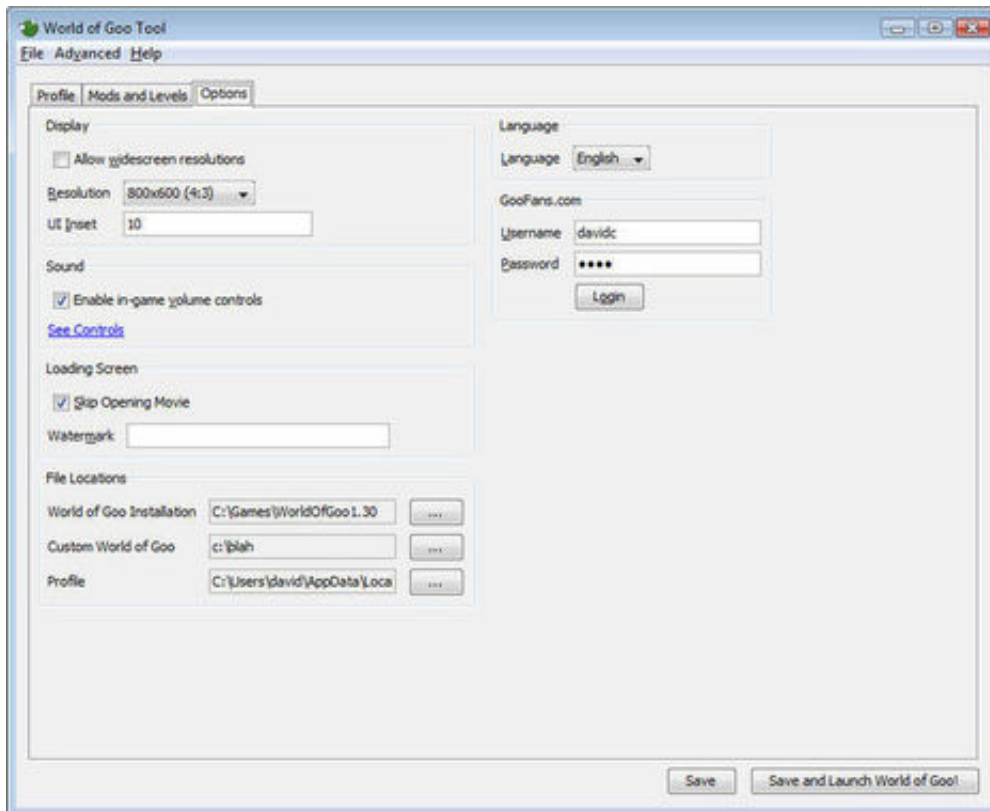 World of Goo Tool
File Advanced Help
Profile Mods and Levels Options
Display
Allow widescreen resolutions
Resolution 800x600 (4:3)
UI Inset 10
Sound
Enable in-game volume controls
See Controls
Loading Screen
Skip Opening Movie
Watermark
File Locations
World of Goo Installation C:\Games\WorldOfGoo1.30 ...
Custom World of Goo c:\blah ...
Profile C:\Users\david\AppData\Loca ...
Language
Language English
GooFans.com
Username davidc
Password ●●●●
Login
Save Save and Launch World of Goo!